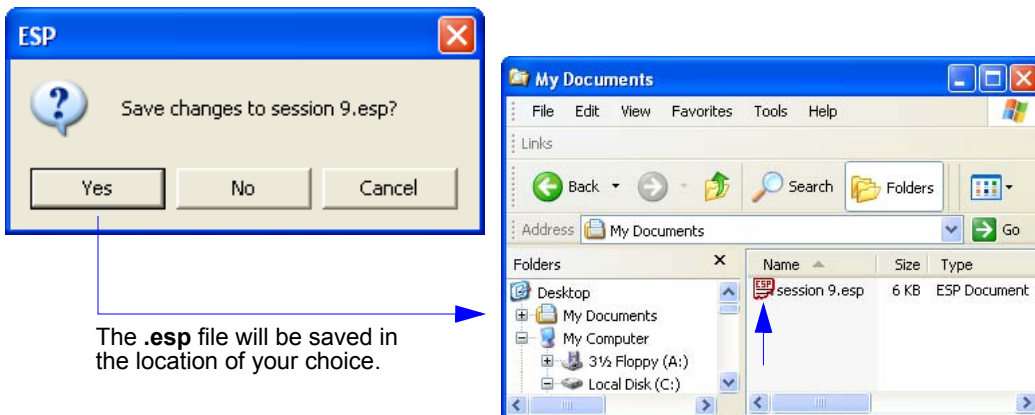 ESP
Save changes to session 9.esp?
Yes No Cancel
The .esp file will be saved in
the location of your choice.
My Documents
File Edit View Favorites Tools Help
Links
Back Search Folders
Address My Documents Go
Folders x Name Size Type
Desktop
ESP session 9.esp 6 KB ESP Document
My Documents
My Computer
3½ Floppy (A:)
Local Disk (C:)